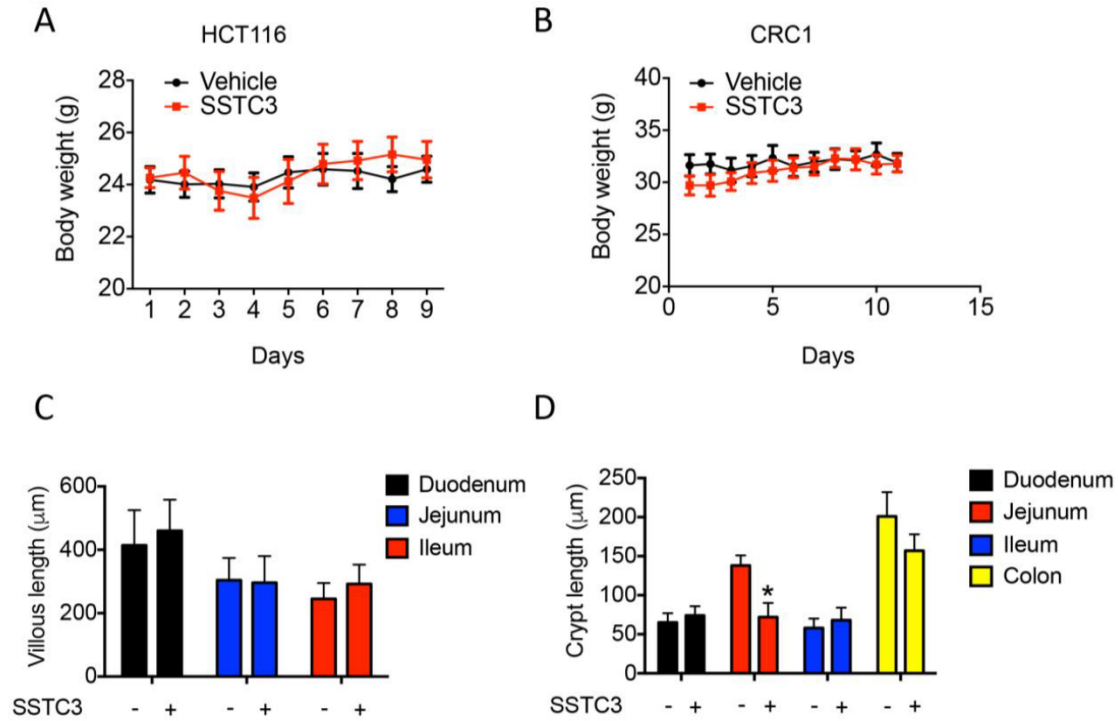 A
HCT116
Vehicle
SSTC3
Body weight (g)
28
26
24
22
20
1 2 3 4 5 6 7 8 9
Days
B
CRC1
Vehicle
SSTC3
Body weight (g)
40
35
30
25
20
0 5 10 15
Days
C
Villous length (μm)
600
400
200
0
Duodenum
Jejunum
Ileum
SSTC3 - + - + - +
D
Crypt length (μm)
250
200
150
100
50
0
*
Duodenum
Jejunum
Ileum
Colon
SSTC3 - + - + - + - +